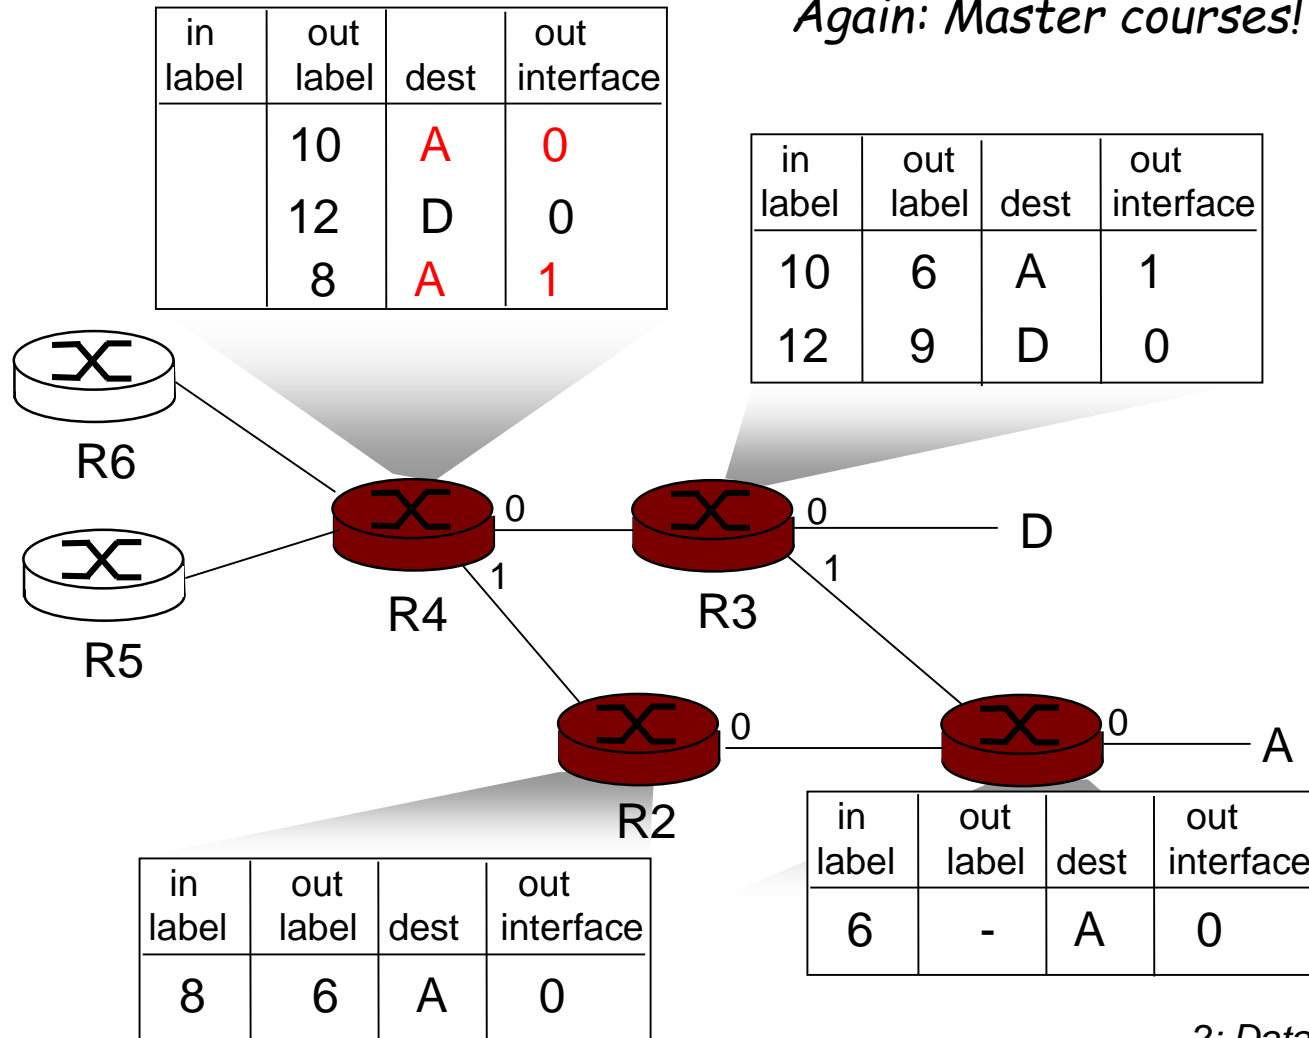 Again: Master courses!
in out out
label label dest interface
10 A 0
12 D 0
8 A 1
in out out
label label dest interface
10 6 A 1
12 9 D 0
R6
0
0
D
1
1
R4
R3
R5
0
0
A
R2
in out out
label label dest interface
6 - A 0
in out out
label label dest interface
8 6 A 0